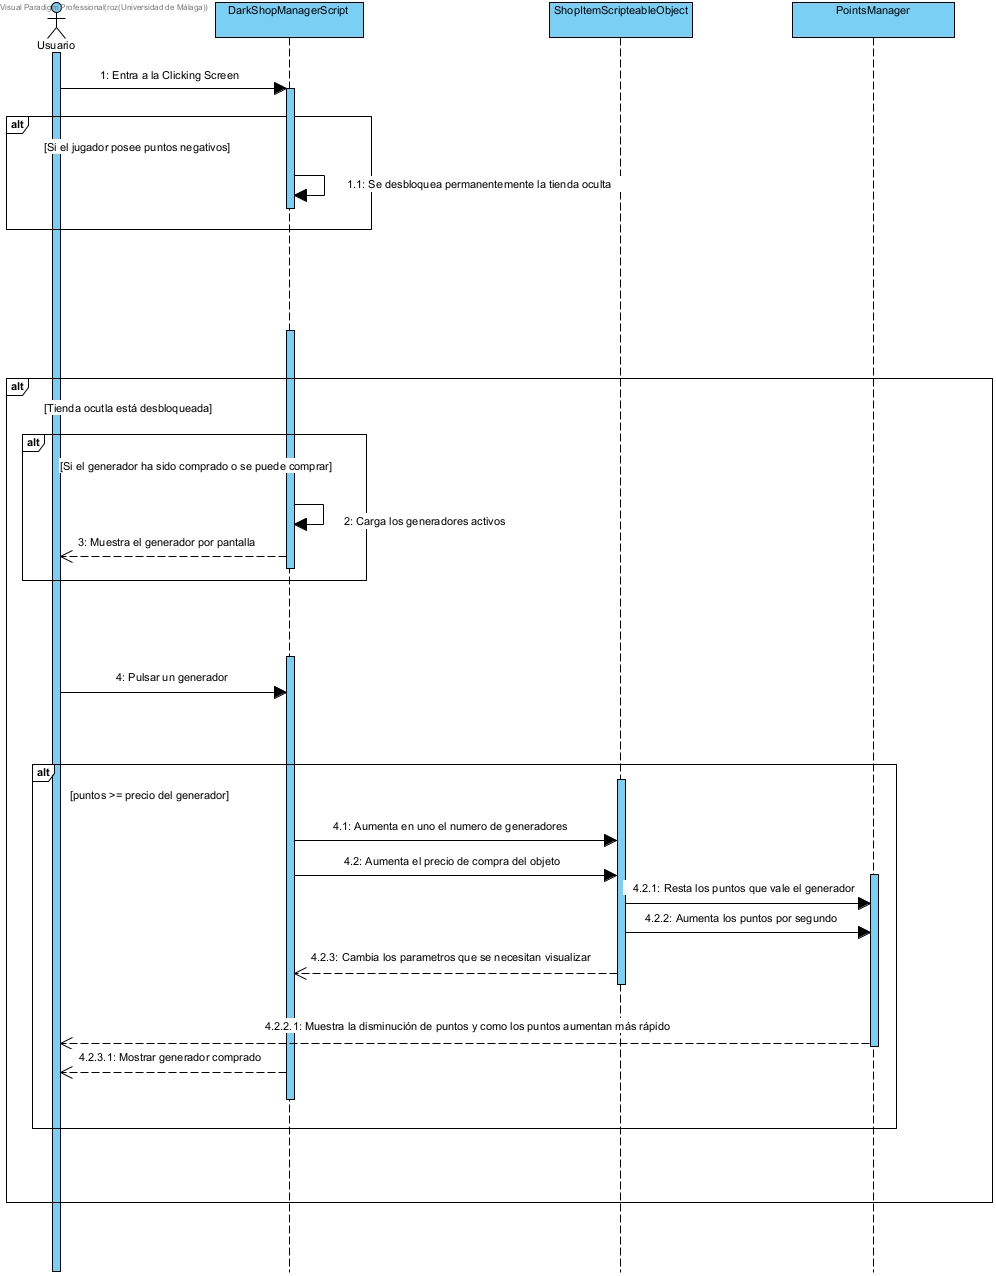 Visual Paradigm Professional(roz(Universidad de Málaga))
Usuario
DarkShopManagerScript
ShopItemScripteableObject
PointsManager
1: Entra a la Clicking Screen
alt
[Si el jugador posee puntos negativos]
1.1: Se desbloquea permanentemente la tienda oculta
alt
[Tienda ocutla está desbloqueada]
alt
[Si el generador ha sido comprado o se puede comprar]
2: Carga los generadores activos
3: Muestra el generador por pantalla
4: Pulsar un generador
alt
[puntos >= precio del generador]
4.1: Aumenta en uno el numero de generadores
4.2: Aumenta el precio de compra del objeto
4.2.1: Resta los puntos que vale el generador
4.2.2: Aumenta los puntos por segundo
4.2.3: Cambia los parametros que se necesitan visualizar
4.2.2.1: Muestra la disminución de puntos y como los puntos aumentan más rápido
4.2.3.1: Mostrar generador comprado